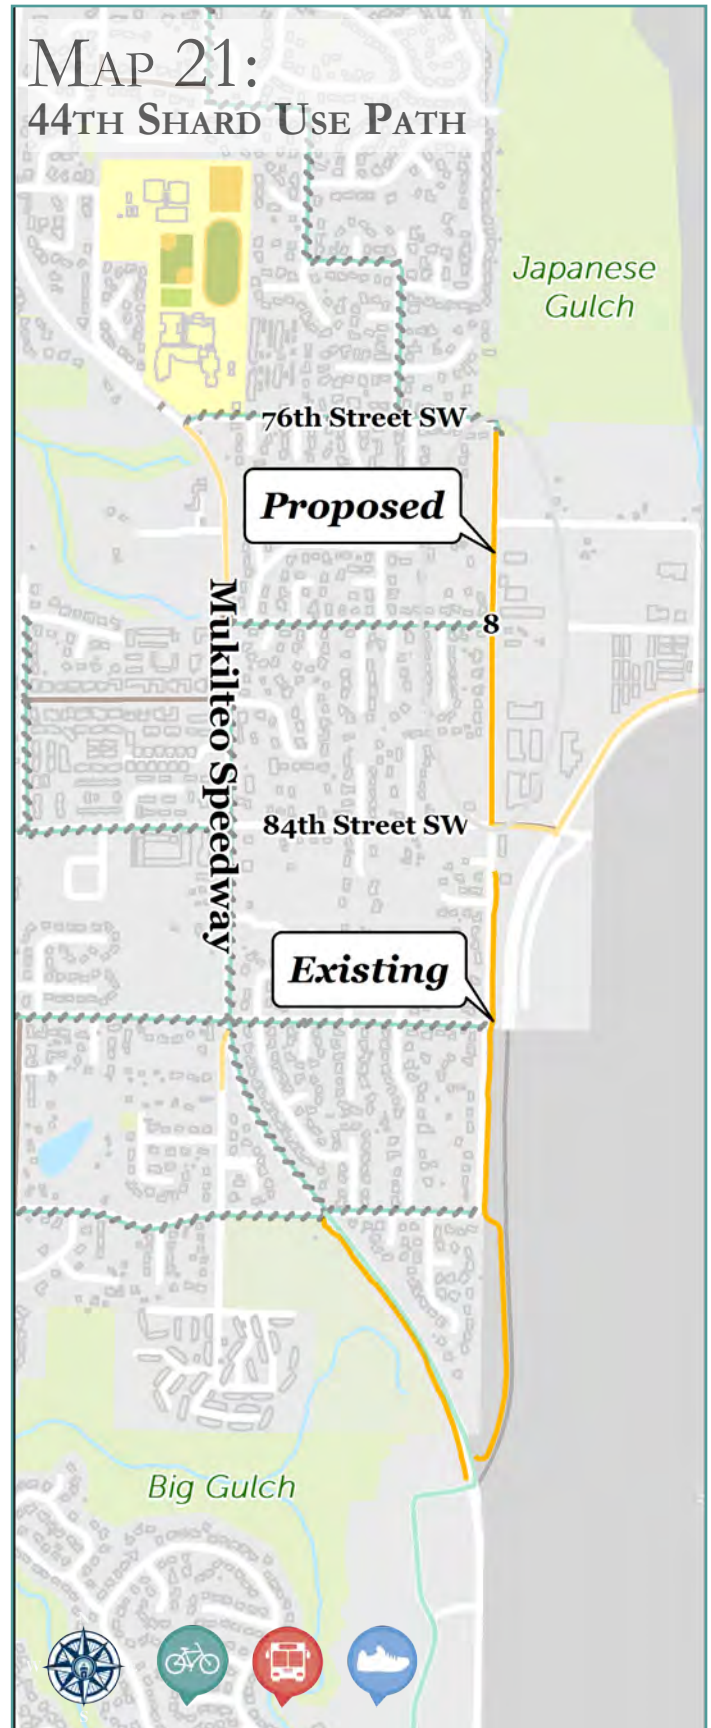 MAP 21:
44TH SHARD USE PATH
Japanese
Gulch
76th Street SW
Proposed
8
Mukilteo Speedway
84th Street SW
Existing
Big Gulch